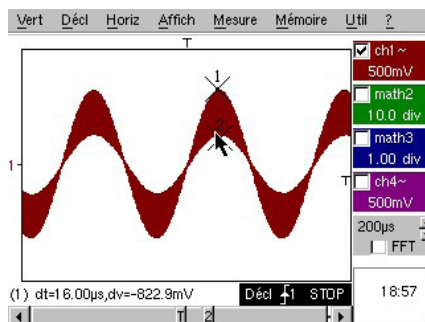 Vert Décl Horiz Affich Mesure Mémoire Util ?
T
ch1~
500mV
math2
10.0 div
math3
1.00 div
ch4~
500mV
200µs
FFT
1
2
1
T
(1) dt=16.00µs,dv=-822.9mV
Décl 1 STOP
18:57
T 2